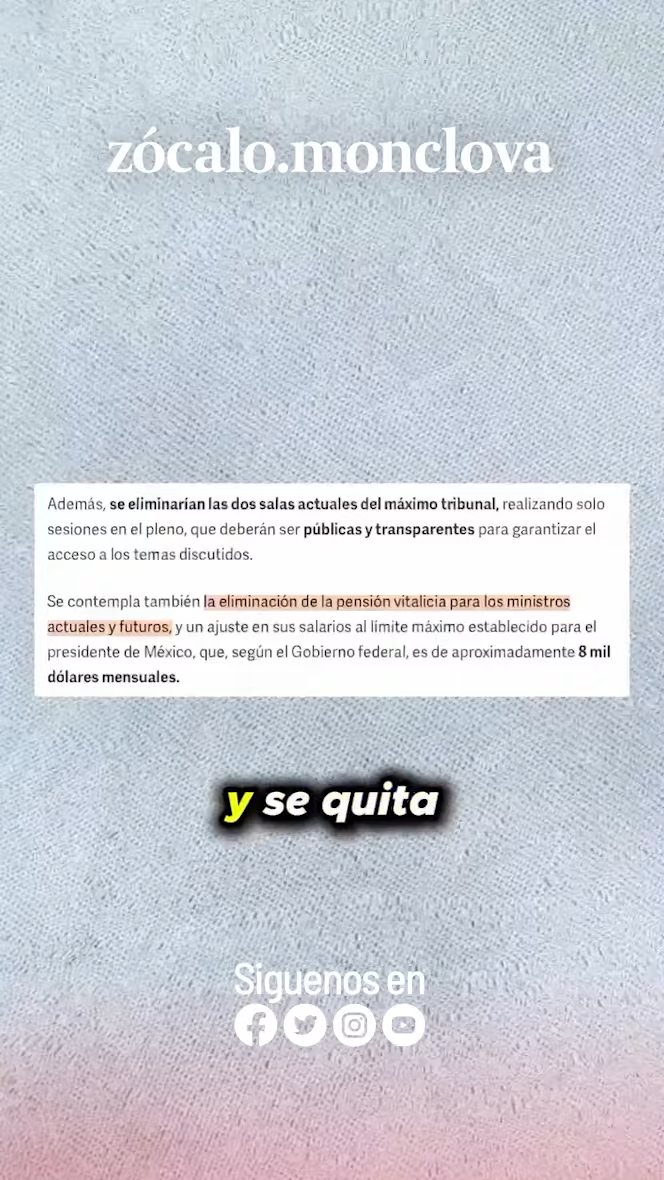 zócalo.monclova
Además, se eliminarían las dos salas actuales del máximo tribunal, realizando solo
sesiones en el pleno, que deberán ser públicas y transparentes para garantizar el
acceso a los temas discutidos.
Se contempla también la eliminación de la pensión vitalicia para los ministros
actuales y futuros, y un ajuste en sus salarios al límite máximo establecido para el
presidente de México, que, según el Gobierno federal, es de aproximadamente 8 mil
dólares mensuales.
y se quita
Siguenos en